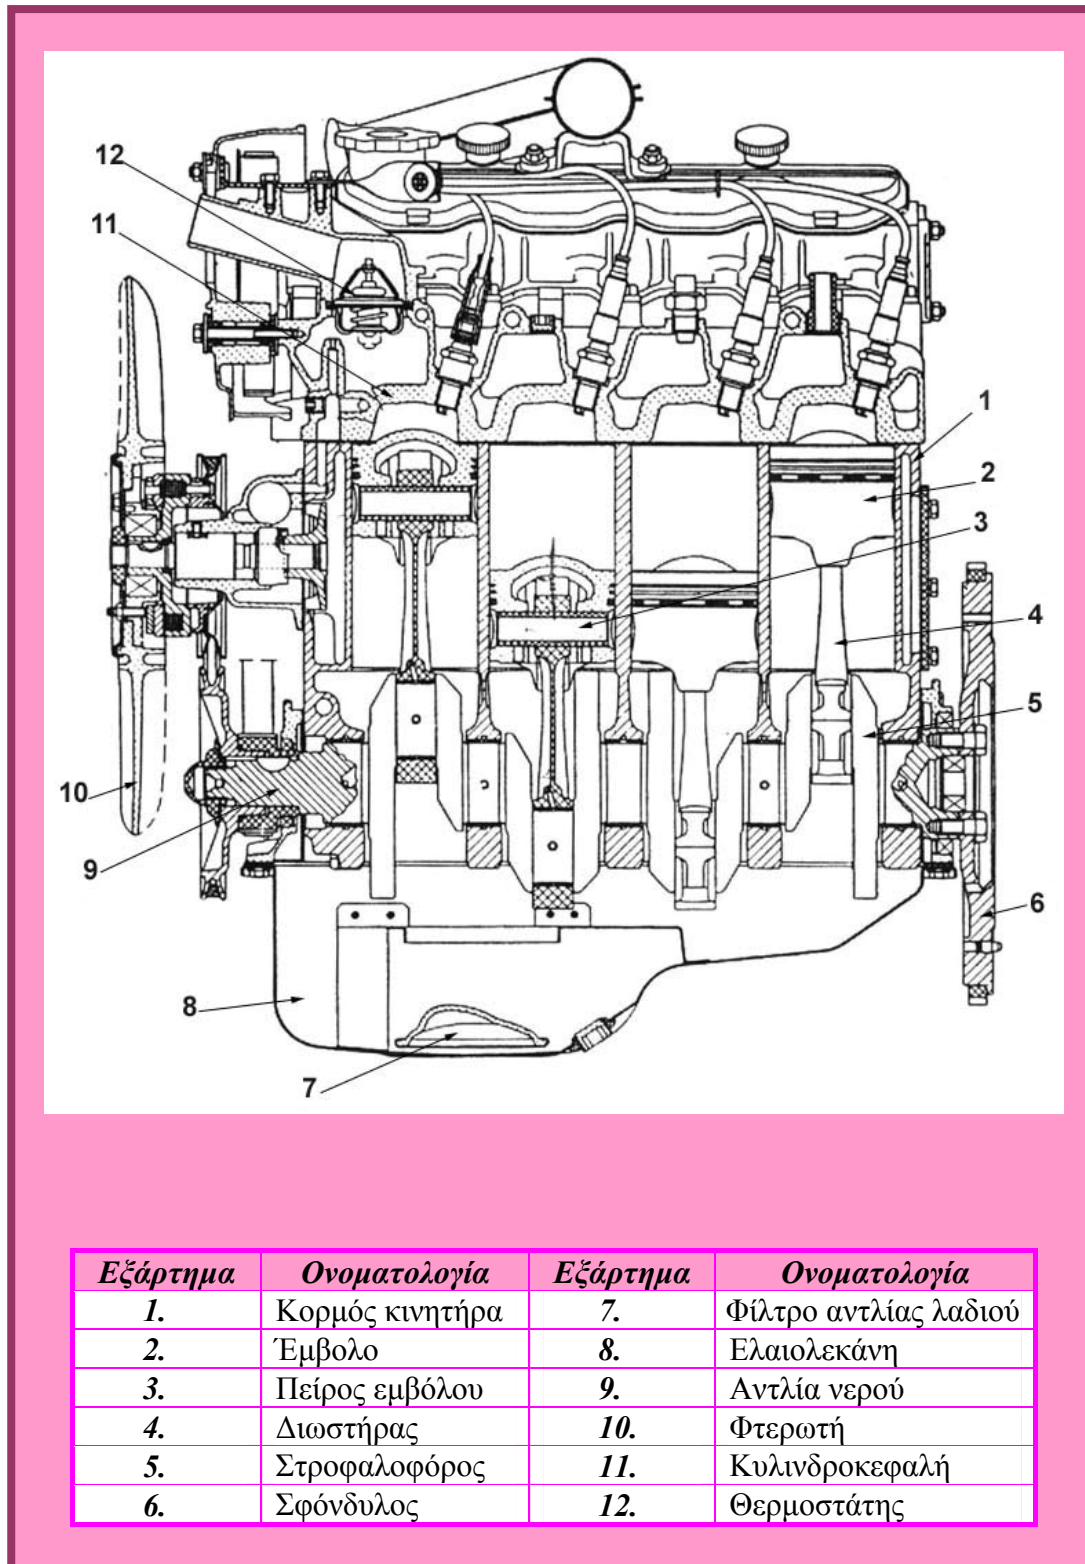 12
11
1
2
3
4
5
10
9
6
8
7
Εξάρτημα Ονοματολογία Εξάρτημα Ονοματολογία
1. Κορμός κινητήρα 7. Φίλτρο αντλίας λαδιού
2. Έμβολο 8. Ελαιολεκάνη
3. Πείρος εμβόλου 9. Αντλία νερού
4. Διωστήρας 10. Φτερωτή
5. Στροφαλοφόρος 11. Κυλινδροκεφαλή
6. Σφόνδυλος 12. Θερμοστάτης